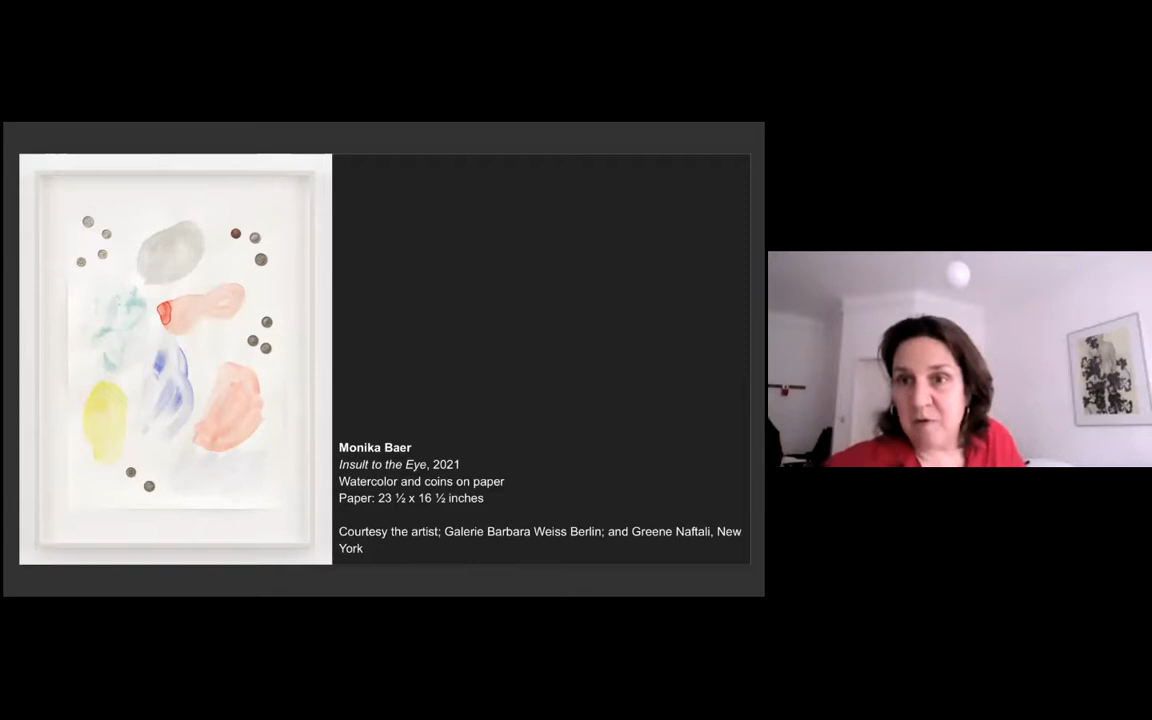 Monika Baer
Insult to the Eye, 2021
Watercolor and coins on paper
Paper: 23 ½ x 16 ½ inches
Courtesy the artist; Galerie Barbara Weiss Berlin; and Greene Naftali, New
York